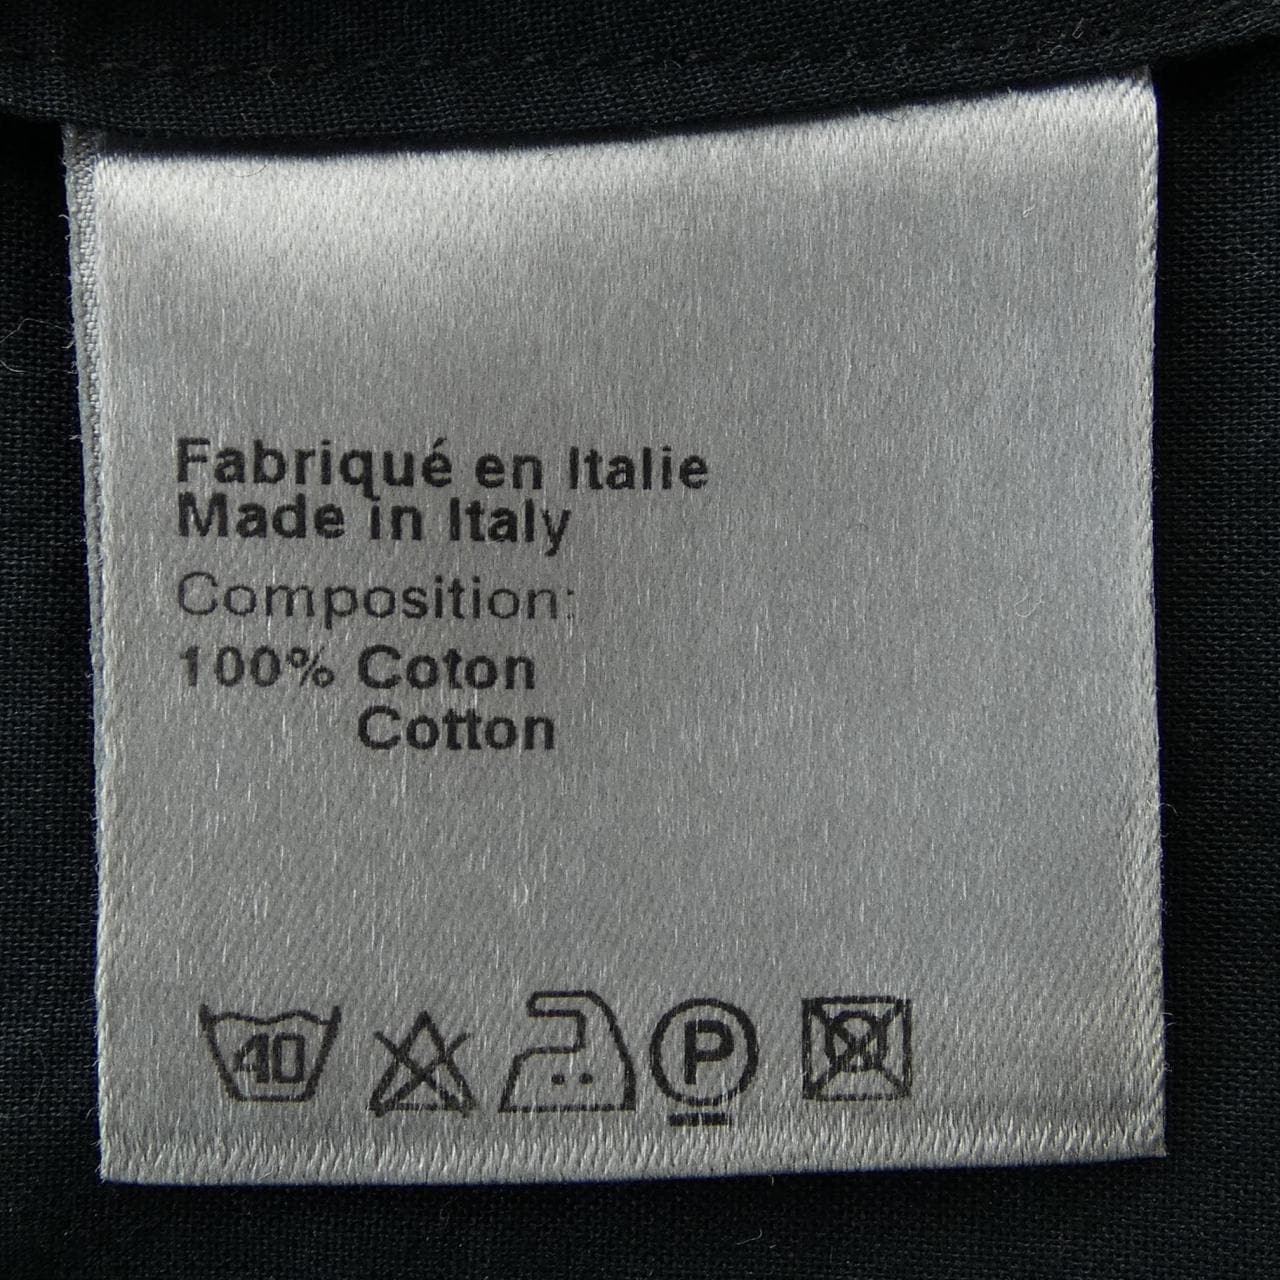 Fabriqué en Italie
Made in Italy
Composition:
100% Coton
Cotton
40 P